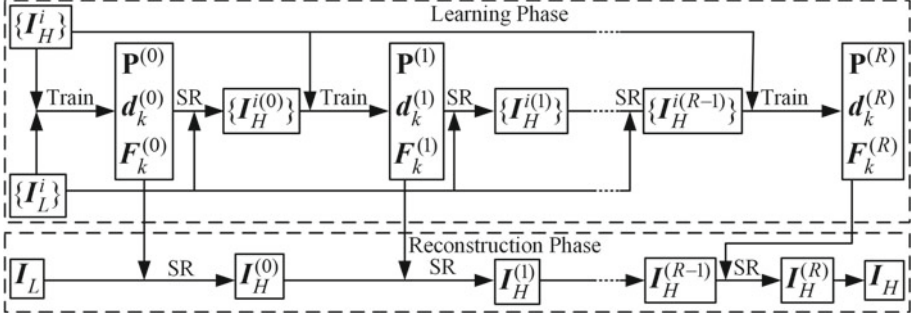 Learning Phase
{I_H^i}
Train
P^(0)
d_k^(0)
F_k^(0)
SR
{I_H^i(0)}
Train
P^(1)
d_k^(1)
F_k^(1)
SR
{I_H^i(1)}
SR
{I_H^i(R−1)}
Train
P^(R)
d_k^(R)
F_k^(R)
{I_L^i}
Reconstruction Phase
I_L
SR
I_H^(0)
SR
I_H^(1)
I_H^(R−1)
SR
I_H^(R)
I_H